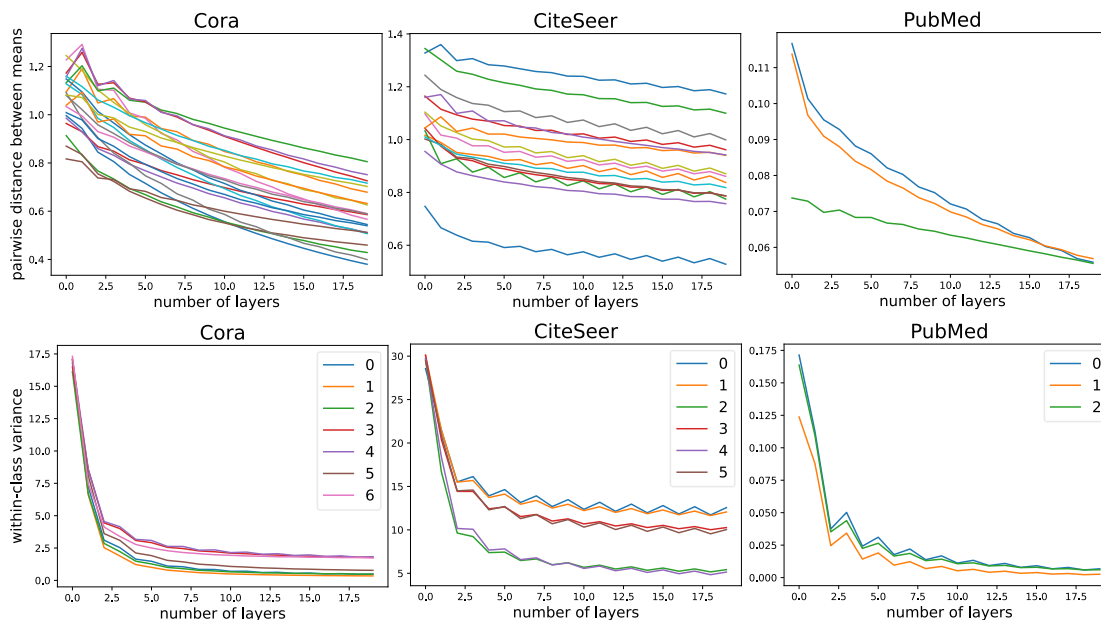 Cora
CiteSeer
PubMed
pairwise distance between means
1.2
1.0
0.8
0.6
0.4
0.0 2.5 5.0 7.5 10.0 12.5 15.0 17.5
number of layers
1.4
1.2
1.0
0.8
0.6
0.0 2.5 5.0 7.5 10.0 12.5 15.0 17.5
number of layers
0.12
0.11
0.10
0.09
0.08
0.07
0.06
0.0 2.5 5.0 7.5 10.0 12.5 15.0 17.5
number of layers
Cora
CiteSeer
PubMed
within-class variance
17.5
15.0
12.5
10.0
7.5
5.0
2.5
0.0
0
1
2
3
4
5
6
0.0 2.5 5.0 7.5 10.0 12.5 15.0 17.5
number of layers
30
25
20
15
10
5
0
1
2
3
4
5
0.0 2.5 5.0 7.5 10.0 12.5 15.0 17.5
number of layers
0.175
0.150
0.125
0.100
0.075
0.050
0.025
0.000
0
1
2
0.0 2.5 5.0 7.5 10.0 12.5 15.0 17.5
number of layers